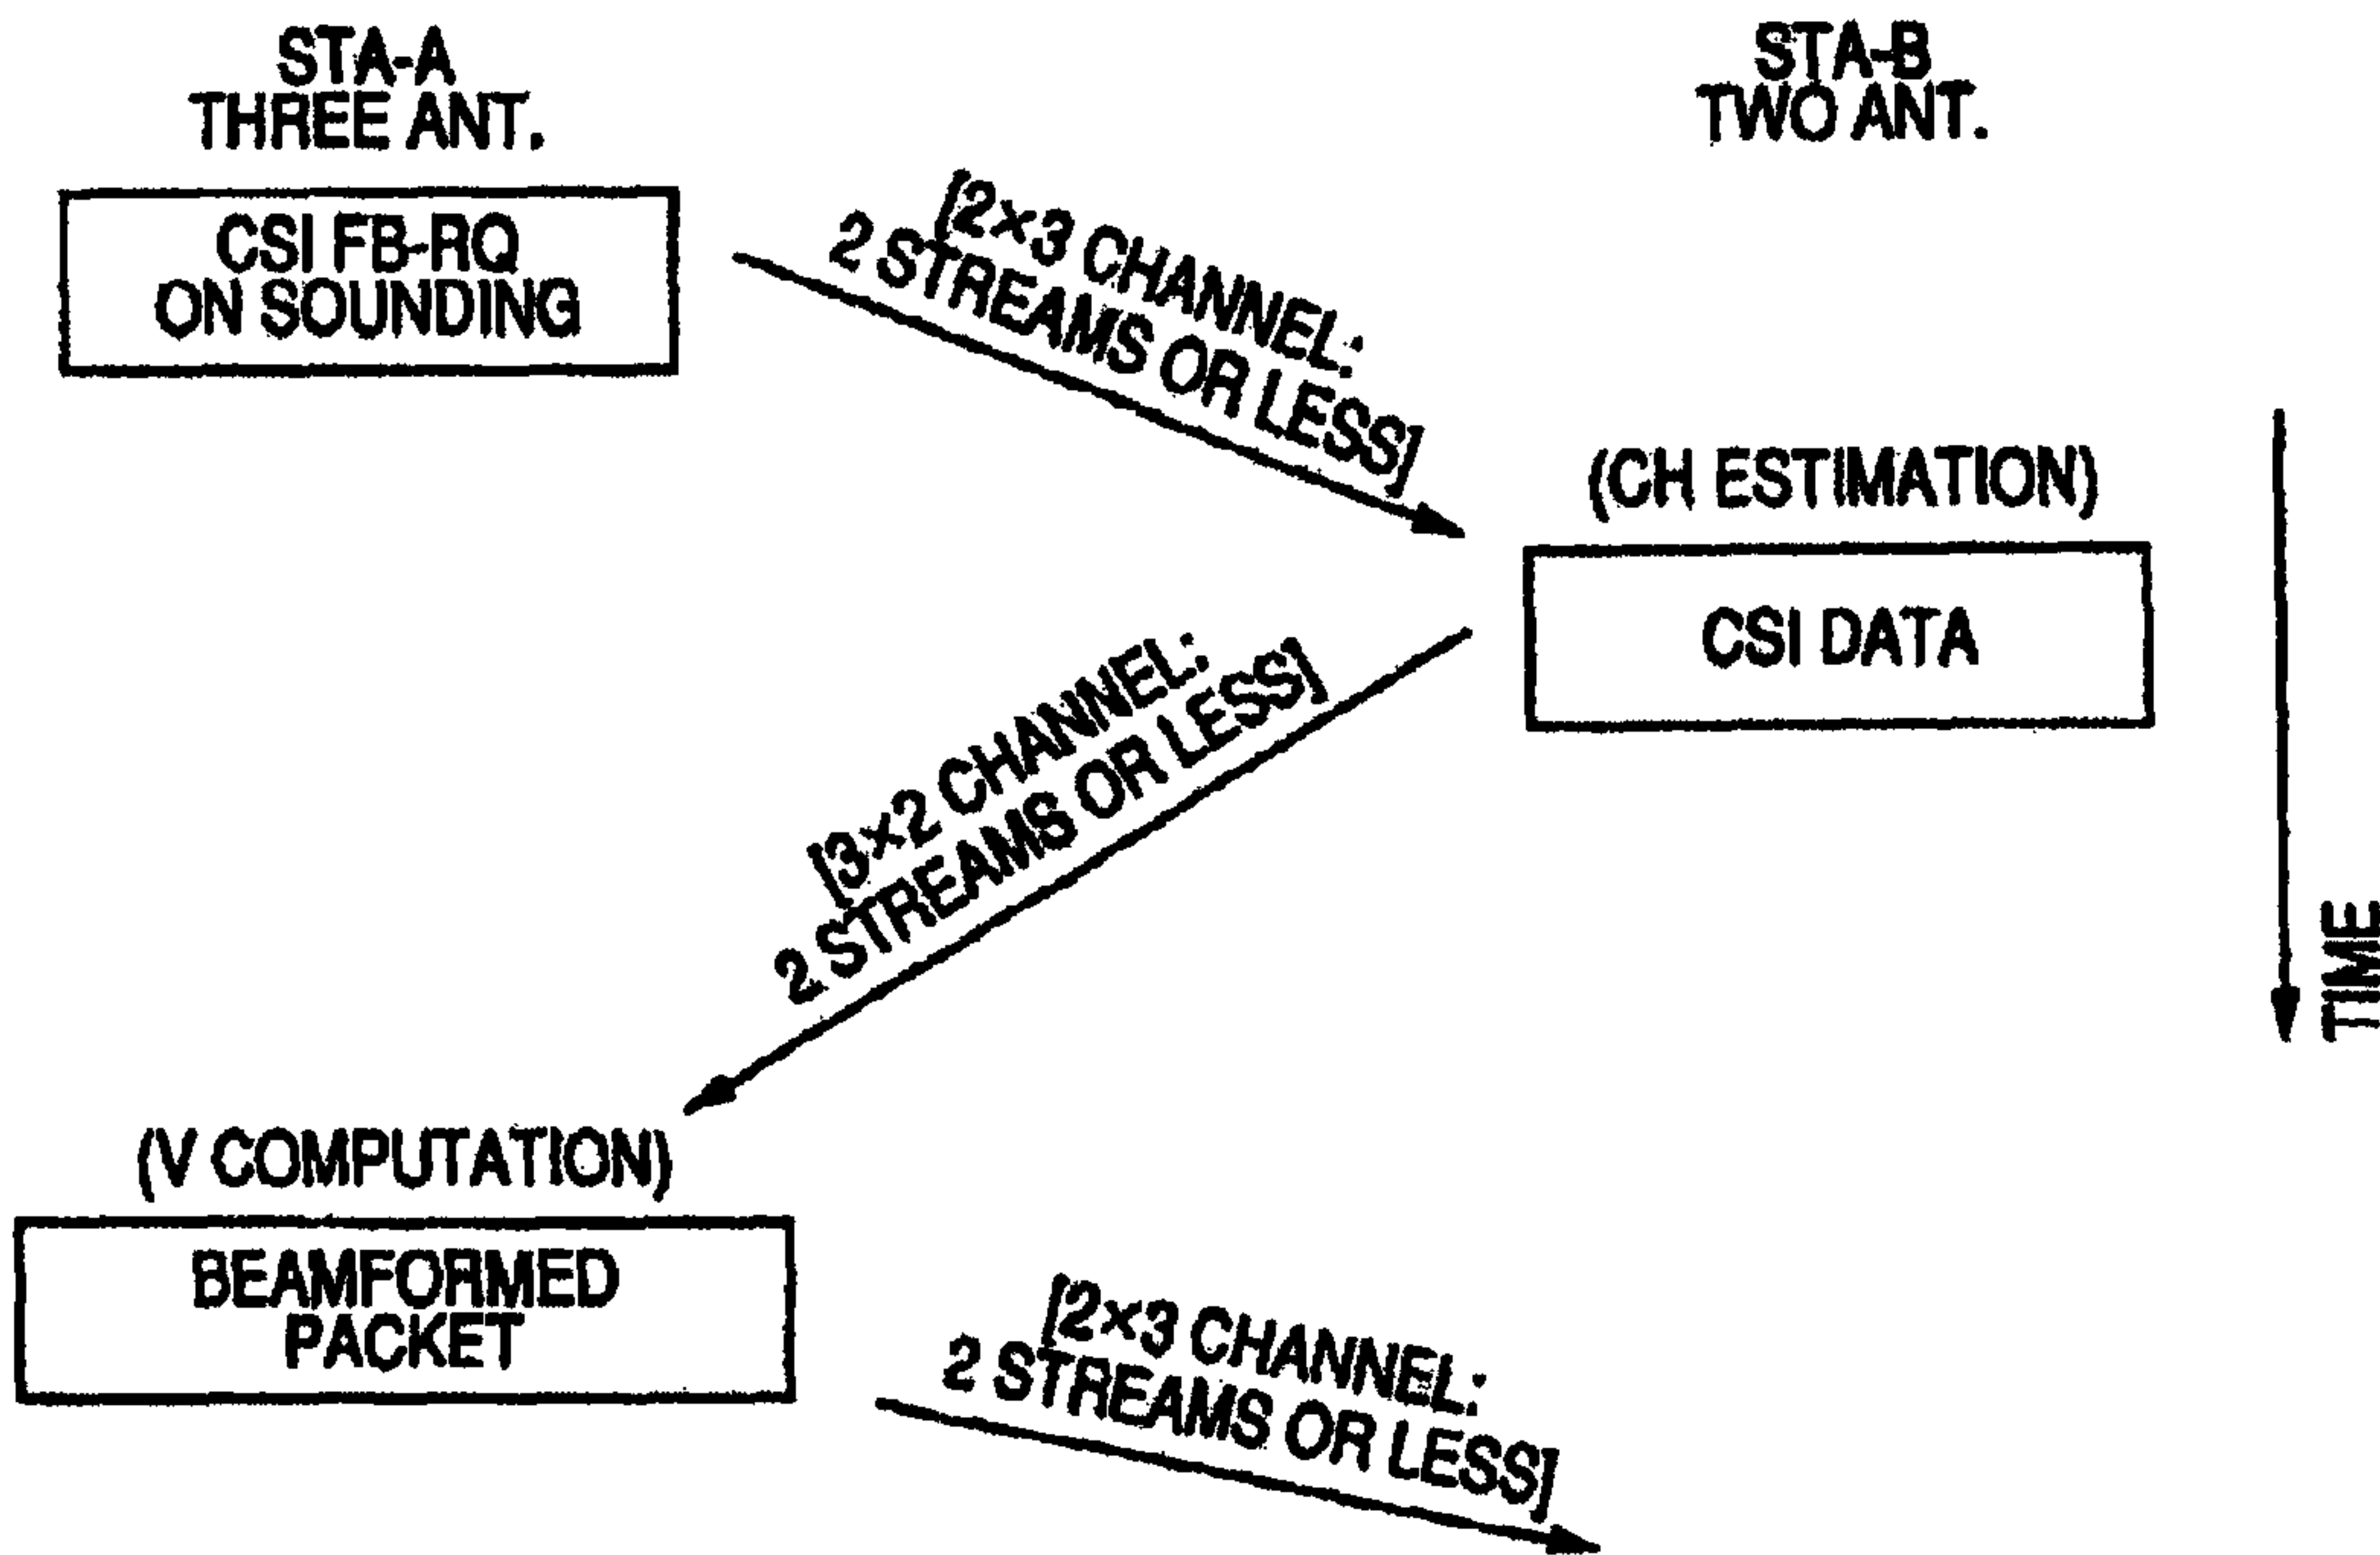 STA-A
THREE ANT.
STA-B
TWO ANT.
CSI FB-RQ
ON SOUNDING
[2×3 CHANNEL:
2 STREAMS OR LESS]
(CH ESTIMATION)
CSI DATA
[3×2 CHANNEL:
2 STREAMS OR LESS]
TIME
(V COMPUTATION)
BEAMFORMED
PACKET
[2×3 CHANNEL:
2 STREAMS OR LESS]